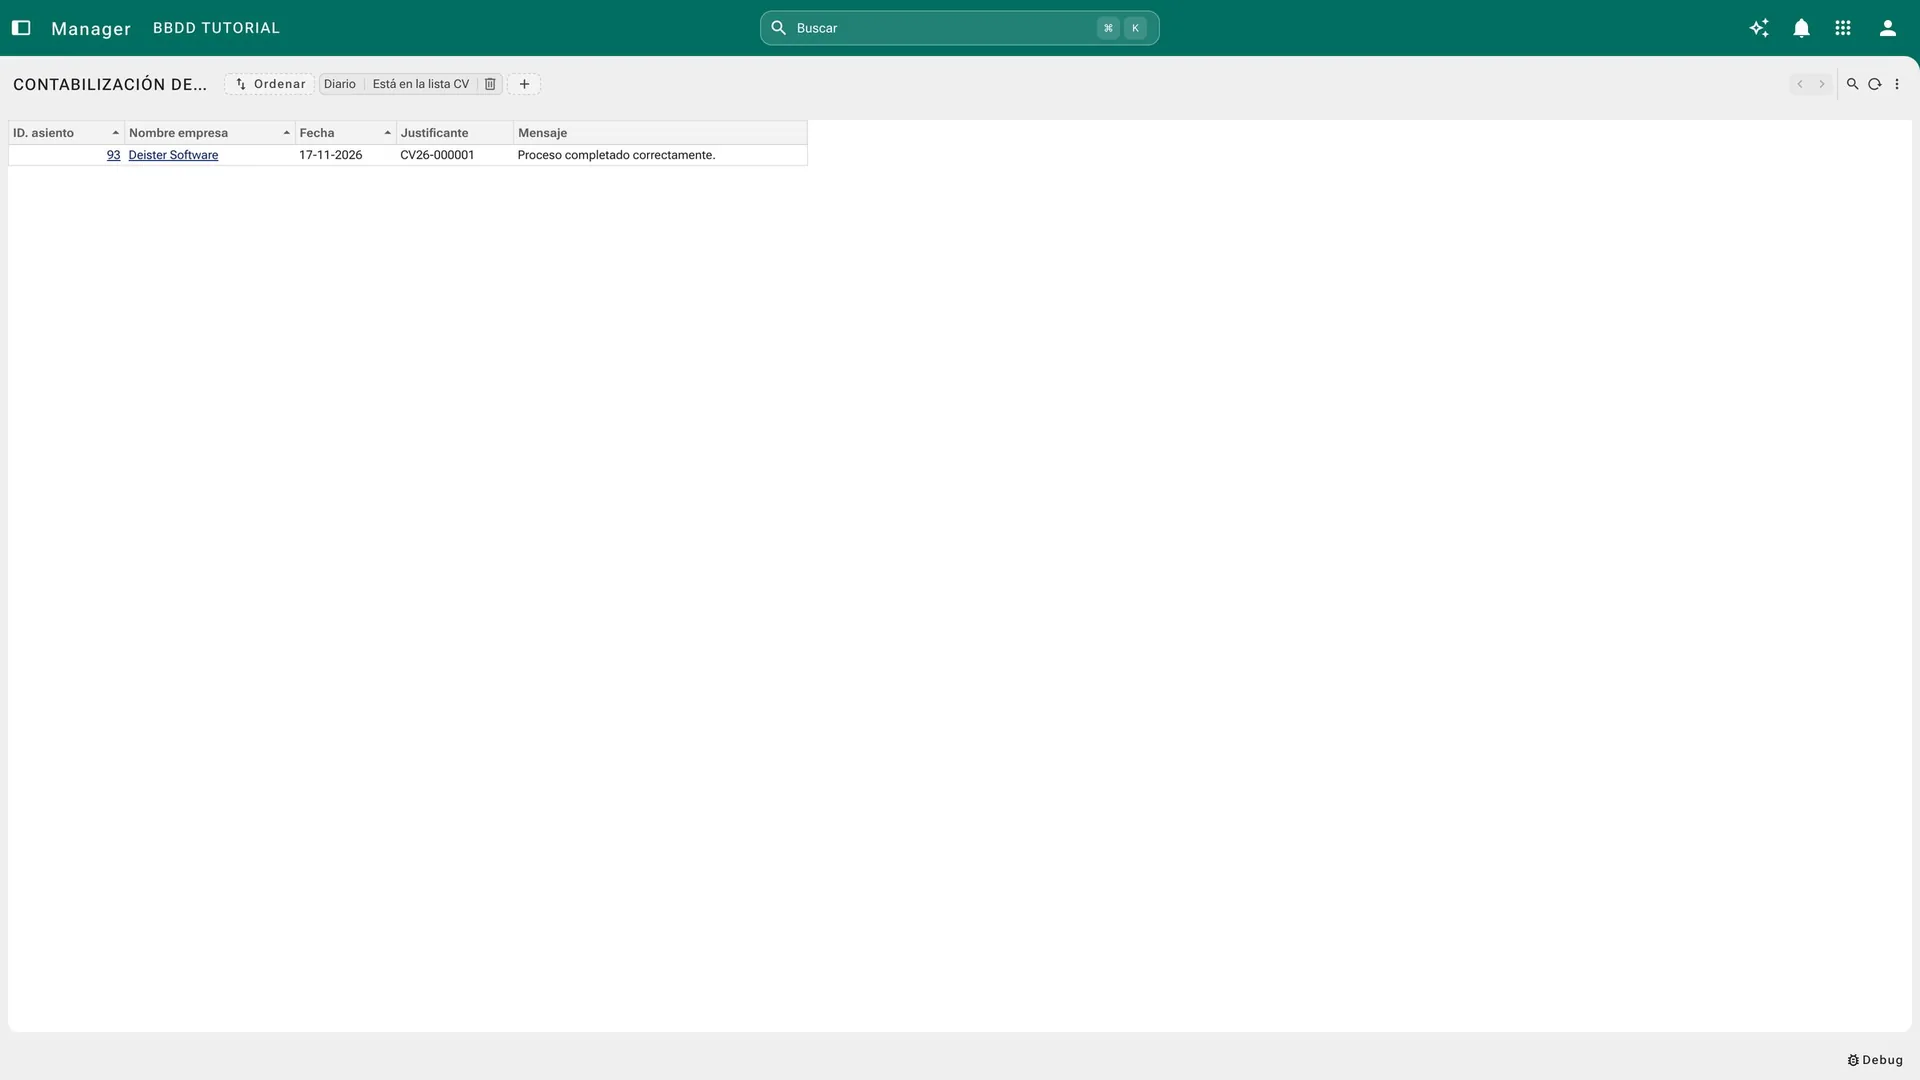 Manager BBDD TUTORIAL Buscar ⌘ K
CONTABILIZACIÓN DE... Ordenar Diario Está en la lista CV
ID. asiento Nombre empresa Fecha Justificante Mensaje
93 Deister Software 17-11-2026 CV26-000001 Proceso completado correctamente.
Debug